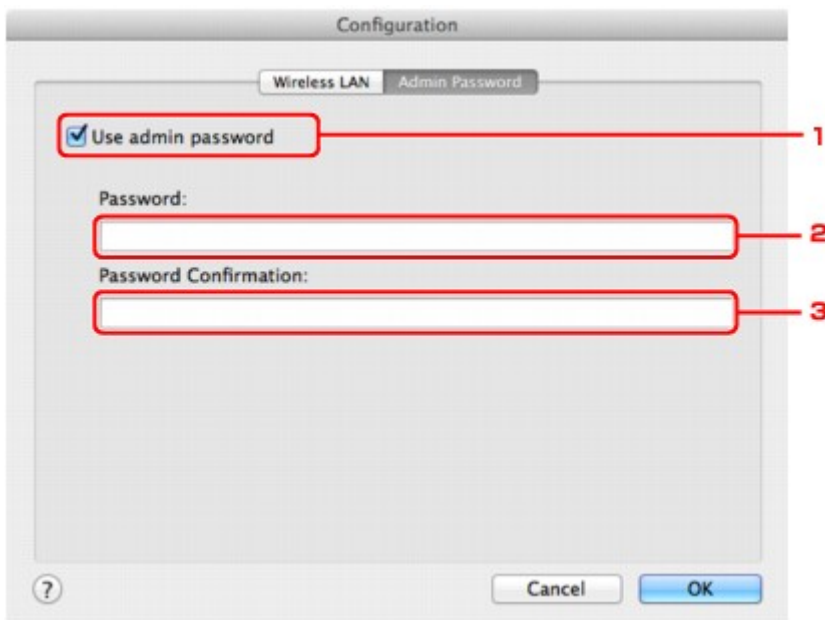 Configuration
Wireless LAN Admin Password
Use admin password 1
Password:
2
Password Confirmation:
3
? Cancel OK